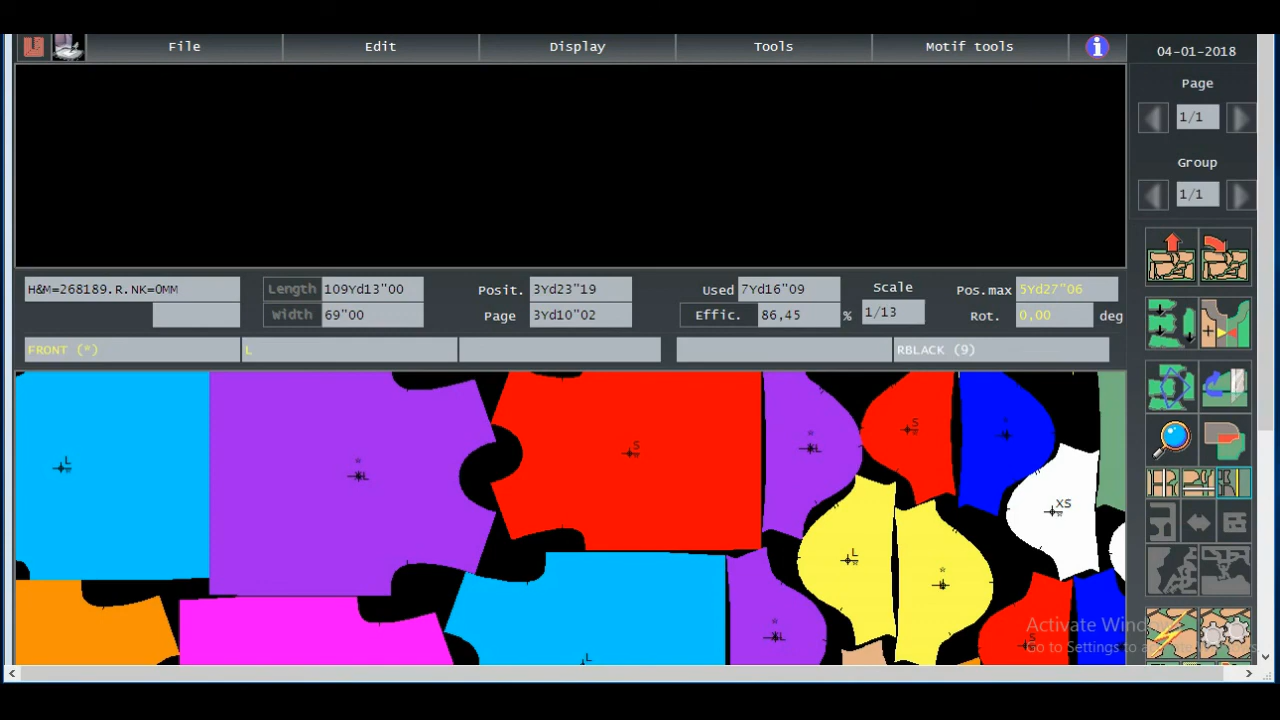 File Edit Display Tools Motif tools i 04-01-2018
Page
1/1
Group
1/1
H&M=268189.R.NK=0MM Length 109Yd13"00 Posit. 3Yd23"19 Used 7Yd16"09 Scale Pos.max 5Yd27"06
Width 69"00 Page 3Yd10"02 Effic. 86,45 % 1/13 Rot. 0,00 deg
FRONT (*) L RBLACK (9)
S
S
L
XS
L
S
L
Activate Windo
Go to Settings to a